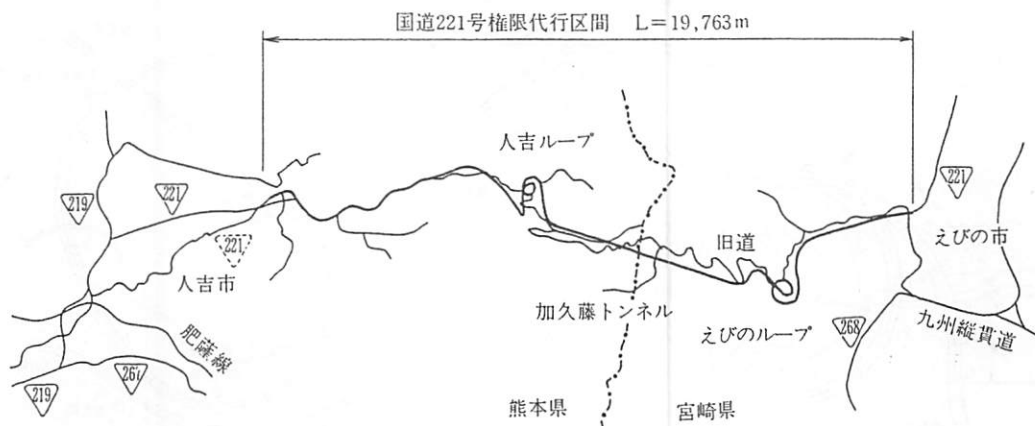 国道221号権限代行区間 L=19,763m
人吉ループ
219
221
221
221
人吉市
旧道
えびの市
加久藤トンネル
えびのループ
268
九州縦貫道
肥薩線
267
219
熊本県
宮崎県